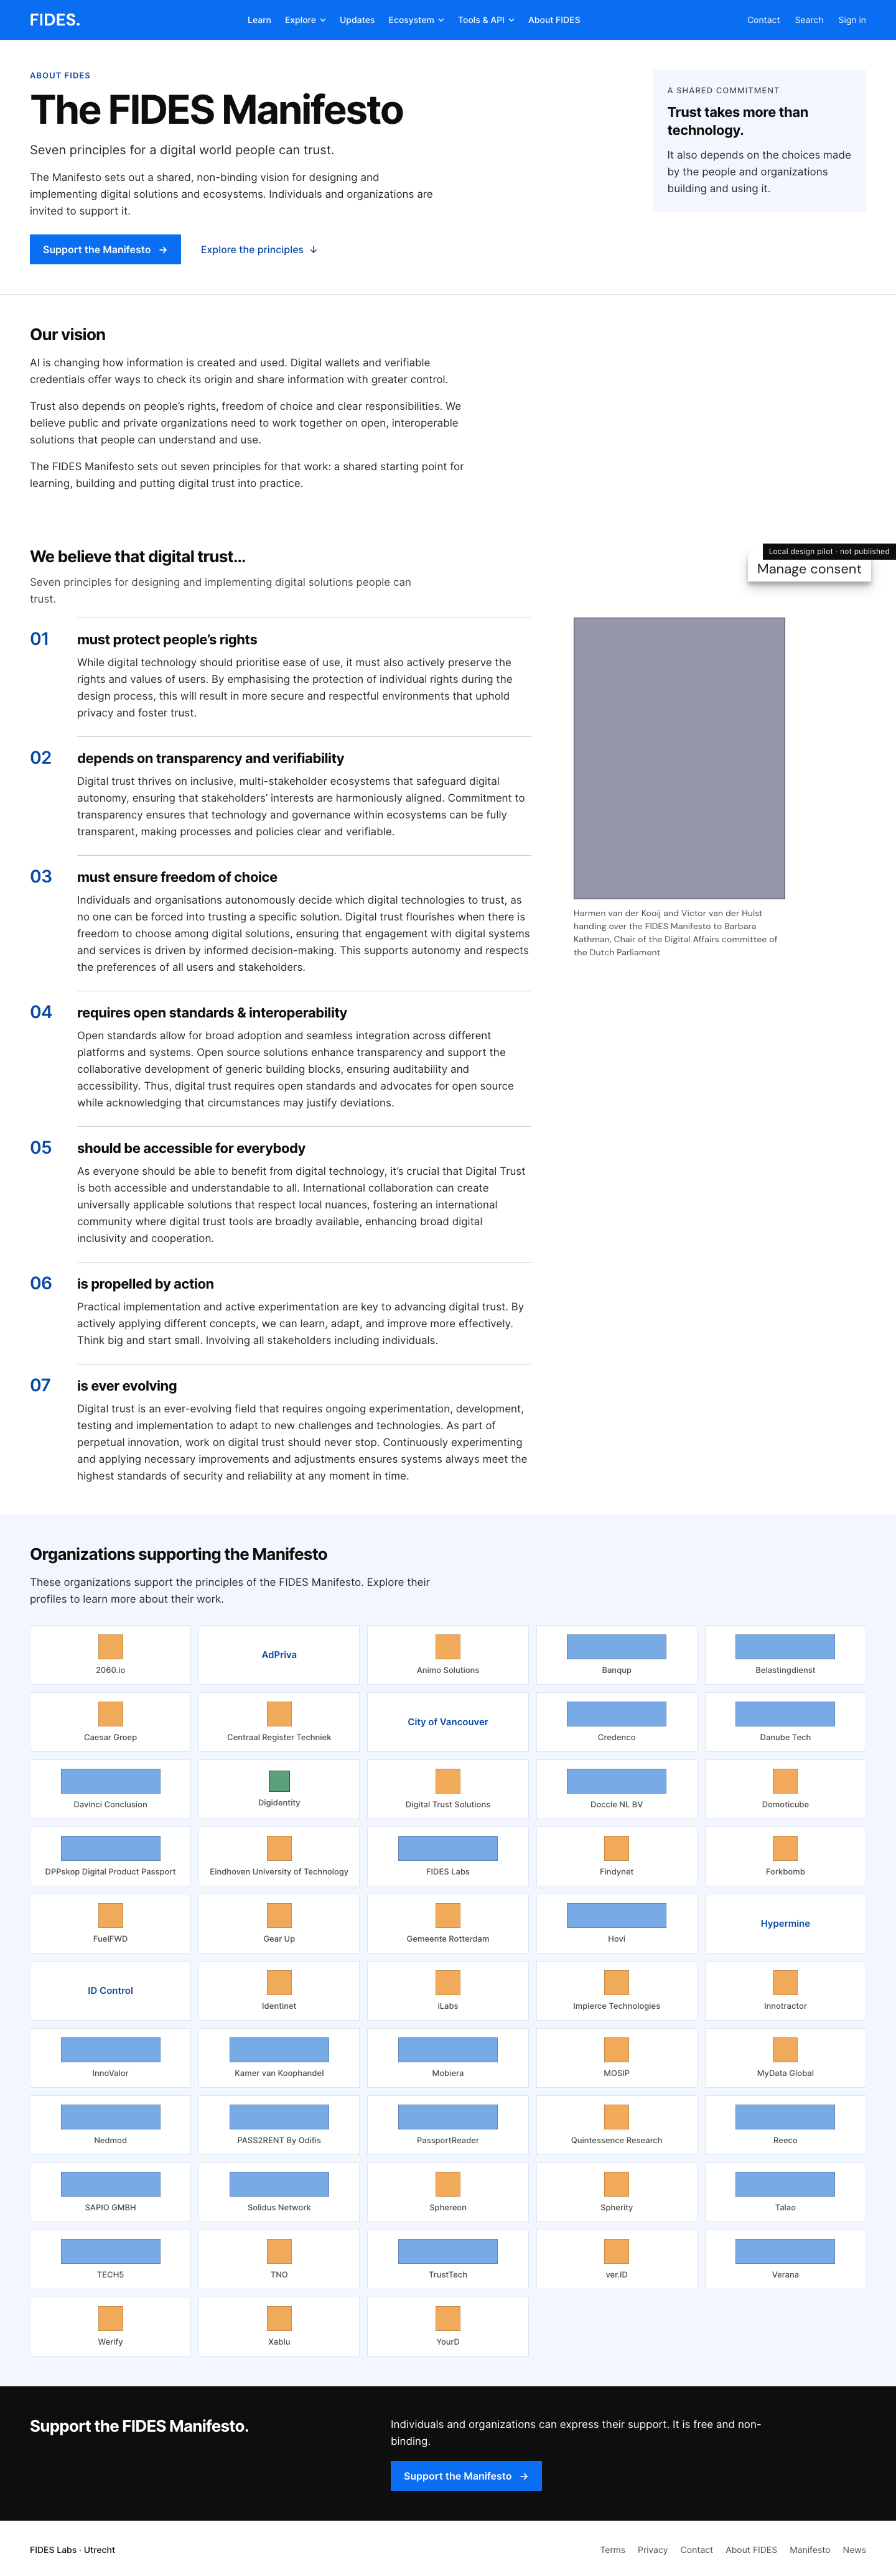 FIDES.
Learn
Explore
Updates
Ecosystem
Tools & API
About FIDES
Contact
Search
Sign in
ABOUT FIDES
The FIDES Manifesto
Seven principles for a digital world people can trust.
The Manifesto sets out a shared, non-binding vision for designing and
implementing digital solutions and ecosystems. Individuals and organizations are
invited to support it.
Support the Manifesto →
Explore the principles ↓
A SHARED COMMITMENT
Trust takes more than
technology.
It also depends on the choices made
by the people and organizations
building and using it.
Our vision
AI is changing how information is created and used. Digital wallets and verifiable
credentials offer ways to check its origin and share information with greater control.
Trust also depends on people’s rights, freedom of choice and clear responsibilities. We
believe public and private organizations need to work together on open, interoperable
solutions that people can understand and use.
The FIDES Manifesto sets out seven principles for that work: a shared starting point for
learning, building and putting digital trust into practice.
We believe that digital trust…
Seven principles for designing and implementing digital solutions people can
trust.
Local design pilot · not published
Manage consent
01
must protect people’s rights
While digital technology should prioritise ease of use, it must also actively preserve the
rights and values of users. By emphasising the protection of individual rights during the
design process, this will result in more secure and respectful environments that uphold
privacy and foster trust.
02
depends on transparency and verifiability
Digital trust thrives on inclusive, multi-stakeholder ecosystems that safeguard digital
autonomy, ensuring that stakeholders’ interests are harmoniously aligned. Commitment to
transparency ensures that technology and governance within ecosystems can be fully
transparent, making processes and policies clear and verifiable.
03
must ensure freedom of choice
Individuals and organisations autonomously decide which digital technologies to trust, as
no one can be forced into trusting a specific solution. Digital trust flourishes when there is
freedom to choose among digital solutions, ensuring that engagement with digital systems
and services is driven by informed decision-making. This supports autonomy and respects
the preferences of all users and stakeholders.
Harmen van der Kooij and Victor van der Hulst
handing over the FIDES Manifesto to Barbara
Kathman, Chair of the Digital Affairs committee of
the Dutch Parliament
04
requires open standards & interoperability
Open standards allow for broad adoption and seamless integration across different
platforms and systems. Open source solutions enhance transparency and support the
collaborative development of generic building blocks, ensuring auditability and
accessibility. Thus, digital trust requires open standards and advocates for open source
while acknowledging that circumstances may justify deviations.
05
should be accessible for everybody
As everyone should be able to benefit from digital technology, it’s crucial that Digital Trust
is both accessible and understandable to all. International collaboration can create
universally applicable solutions that respect local nuances, fostering an international
community where digital trust tools are broadly available, enhancing broad digital
inclusivity and cooperation.
06
is propelled by action
Practical implementation and active experimentation are key to advancing digital trust. By
actively applying different concepts, we can learn, adapt, and improve more effectively.
Think big and start small. Involving all stakeholders including individuals.
07
is ever evolving
Digital trust is an ever-evolving field that requires ongoing experimentation, development,
testing and implementation to adapt to new challenges and technologies. As part of
perpetual innovation, work on digital trust should never stop. Continuously experimenting
and applying necessary improvements and adjustments ensures systems always meet the
highest standards of security and reliability at any moment in time.
Organizations supporting the Manifesto
These organizations support the principles of the FIDES Manifesto. Explore their
profiles to learn more about their work.
2060.io
AdPriva
Animo Solutions
Banqup
Belastingdienst
Caesar Groep
Centraal Register Techniek
City of Vancouver
Credenco
Danube Tech
Davinci Conclusion
Digidentity
Digital Trust Solutions
Doccle NL BV
Domoticube
DPPskop Digital Product Passport
Eindhoven University of Technology
FIDES Labs
Findynet
Forkbomb
FuelFWD
Gear Up
Gemeente Rotterdam
Hovi
Hypermine
ID Control
Identinet
iLabs
Impierce Technologies
Innotractor
InnoValor
Kamer van Koophandel
Mobiera
MOSIP
MyData Global
Nedmod
PASS2RENT By Odifis
PassportReader
Quintessence Research
Reeco
SAPIO GMBH
Solidus Network
Sphereon
Spherity
Talao
TECH5
TNO
TrustTech
ver.ID
Verana
Werify
Xablu
YourD
Support the FIDES Manifesto.
Individuals and organizations can express their support. It is free and non-
binding.
Support the Manifesto →
FIDES Labs · Utrecht
Terms
Privacy
Contact
About FIDES
Manifesto
News